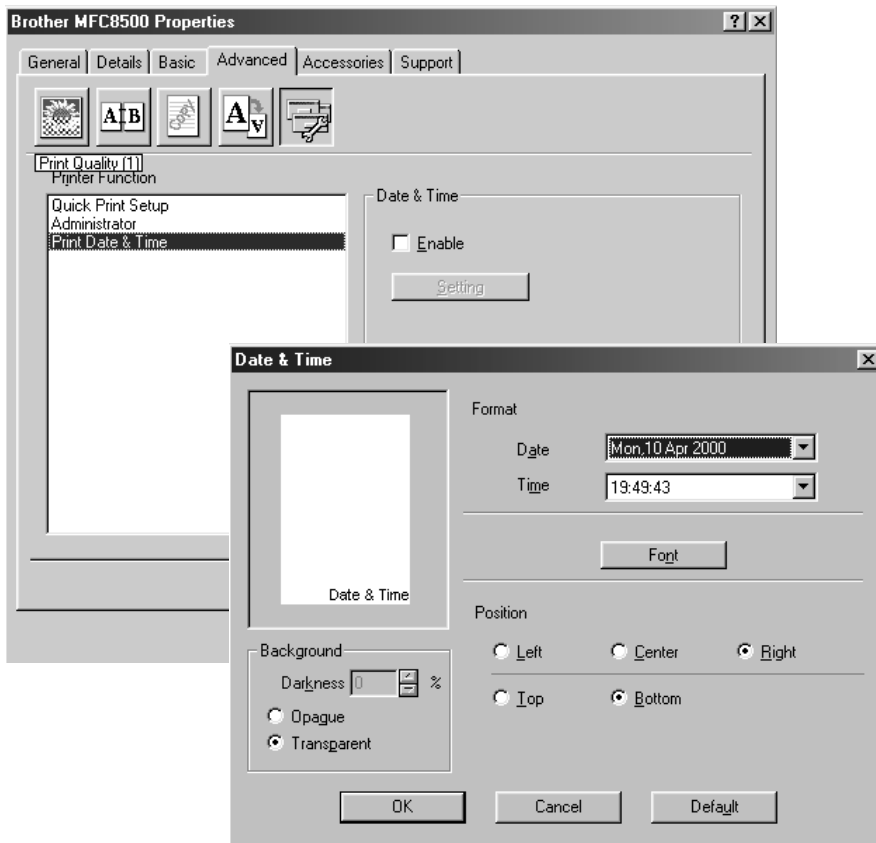 Brother MFC8500 Properties
General Details Basic Advanced Accessories Support
A B Copy A A
Print Quality (1)
Printer Function
Quick Print Setup
Administrator
Print Date & Time
Date & Time
Enable
Setting
Date & Time
Date & Time
Format
Date Mon,10 Apr 2000
Time 19:49:43
Font
Position
Left Center Right
Top Bottom
Background
Darkness 0 %
Opague
Transparent
OK Cancel Default